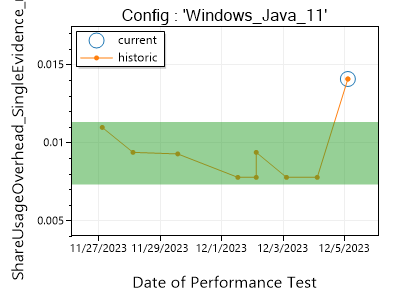 Config : 'Windows_Java_11'
current
historic
ShareUsageOverhead_SingleEvidence_
0.015
0.01
0.005
11/27/2023
11/29/2023
12/1/2023
12/3/2023
12/5/2023
Date of Performance Test